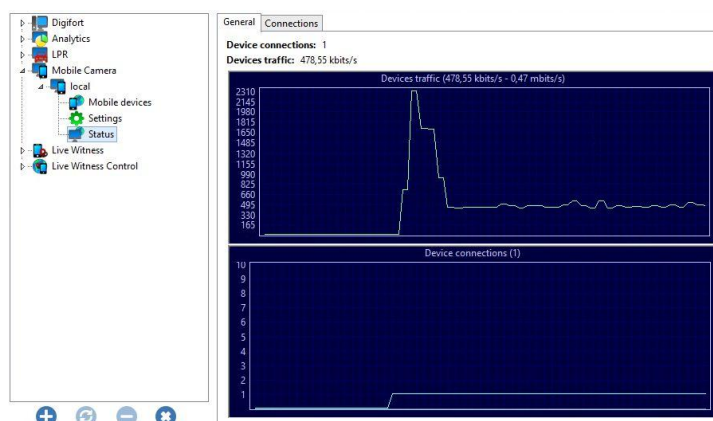 Digifort
Analytics
LPR
Mobile Camera
local
Mobile devices
Settings
Status
Live Witness
Live Witness Control
General Connections
Device connections: 1
Devices traffic: 478,55 kbits/s
Devices traffic (478,55 kbits/s - 0,47 mbits/s)
2310
2145
1980
1815
1650
1485
1320
1155
990
825
660
495
330
165
Device connections (1)
10
9
8
7
6
5
4
3
2
1